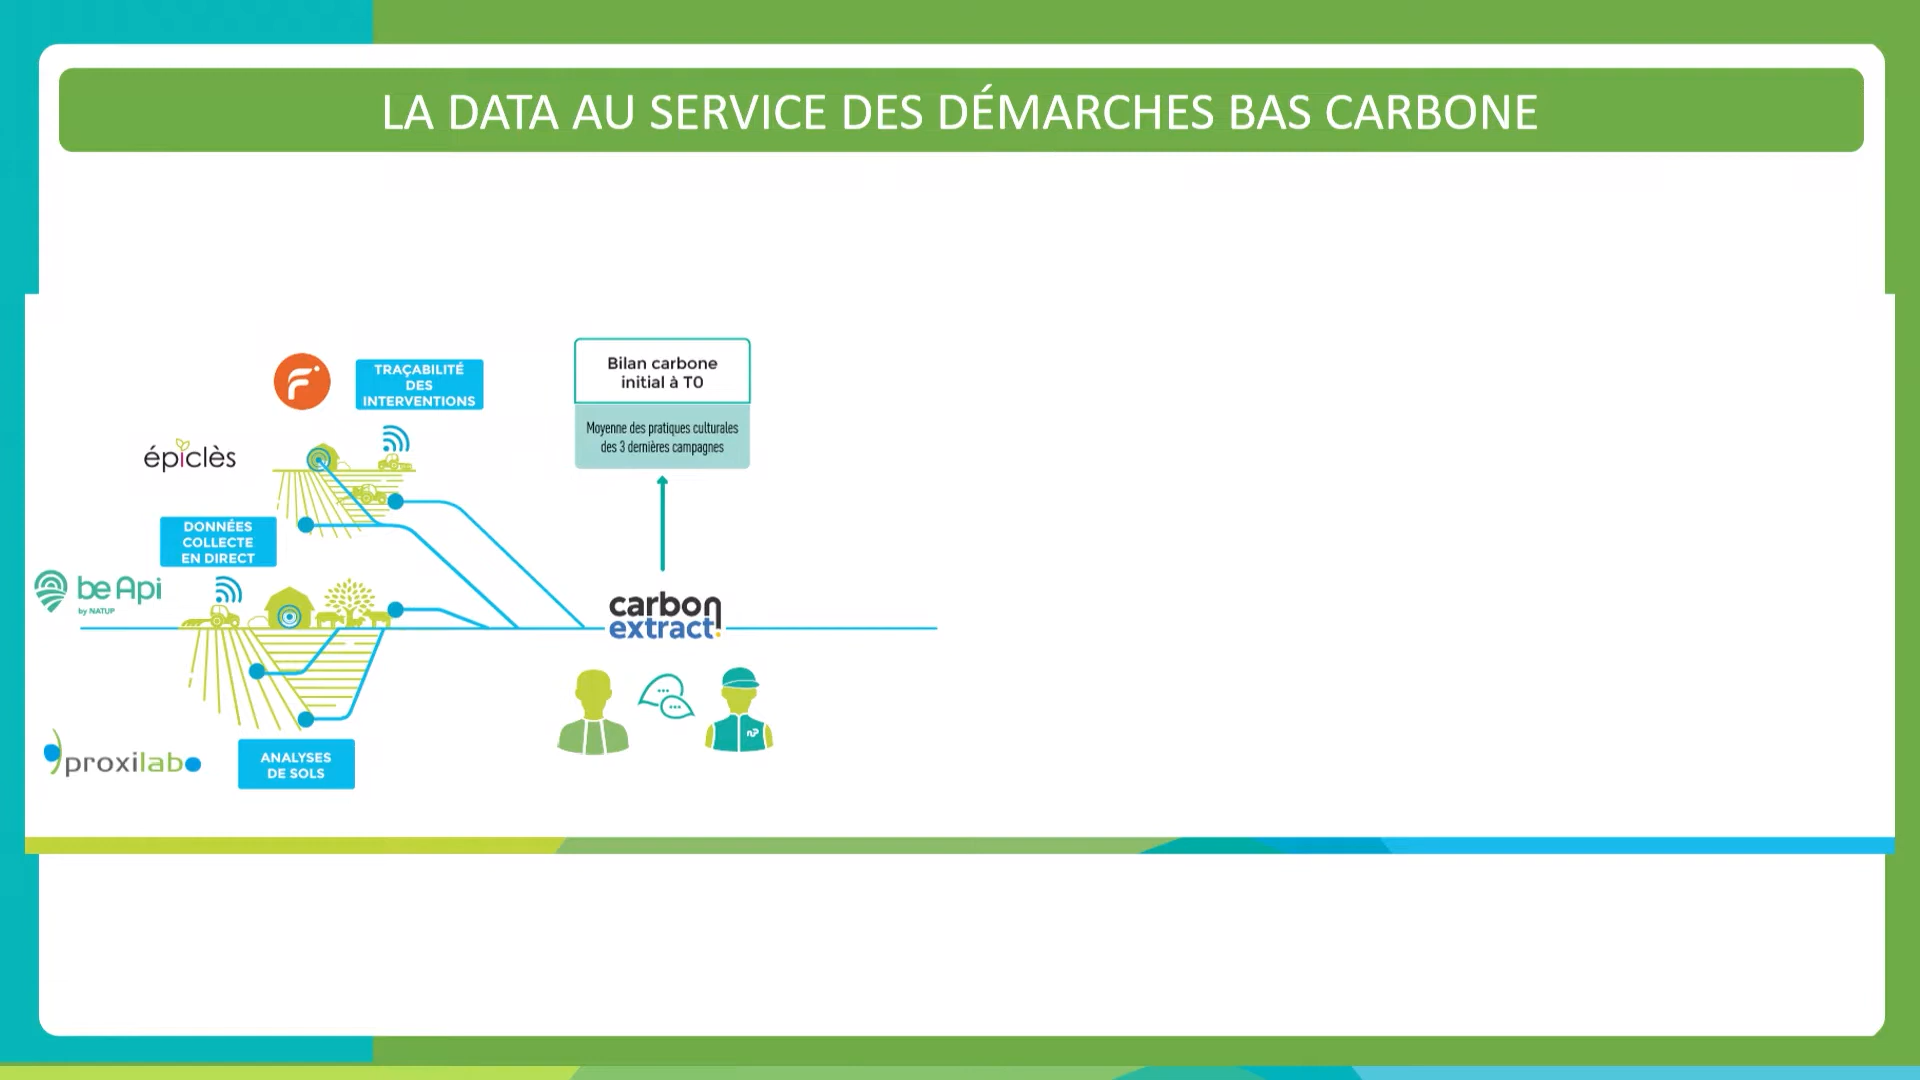 LA DATA AU SERVICE DES DÉMARCHES BAS CARBONE
TRAÇABILITÉ
DES
INTERVENTIONS
Bilan carbone
initial à T0
Moyenne des pratiques culturales
des 3 dernières campagnes
épiclès
DONNÉES
COLLECTE
EN DIRECT
be Api
by NATUP
carbon
extract
proxilabo
ANALYSES
DE SOLS